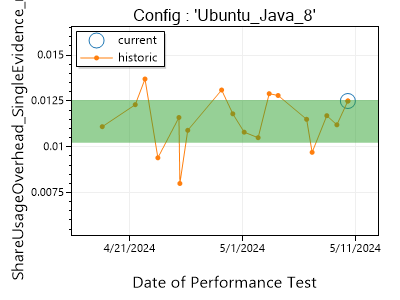 Config : 'Ubuntu_Java_8'
ShareUsageOverhead_SingleEvidence_
current
historic
0.015
0.0125
0.01
0.0075
4/21/2024
5/1/2024
5/11/2024
Date of Performance Test